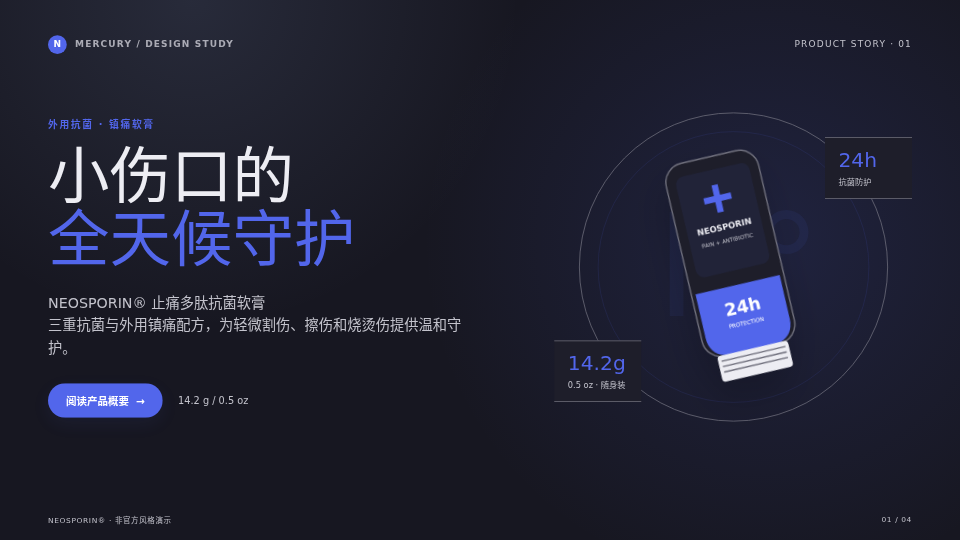 N MERCURY / DESIGN STUDY
PRODUCT STORY · 01
外用抗菌 · 镇痛软膏
小伤口的
全天候守护
NEOSPORIN® 止痛多肽抗菌软膏
三重抗菌与外用镇痛配方，为轻微割伤、擦伤和烧烫伤提供温和守
护。
阅读产品概要 →
14.2 g / 0.5 oz
24h
抗菌防护
NEOSPORIN
PAIN + ANTIBIOTIC
24h
PROTECTION
14.2g
0.5 oz · 随身装
NEOSPORIN® · 非官方风格演示
01 / 04